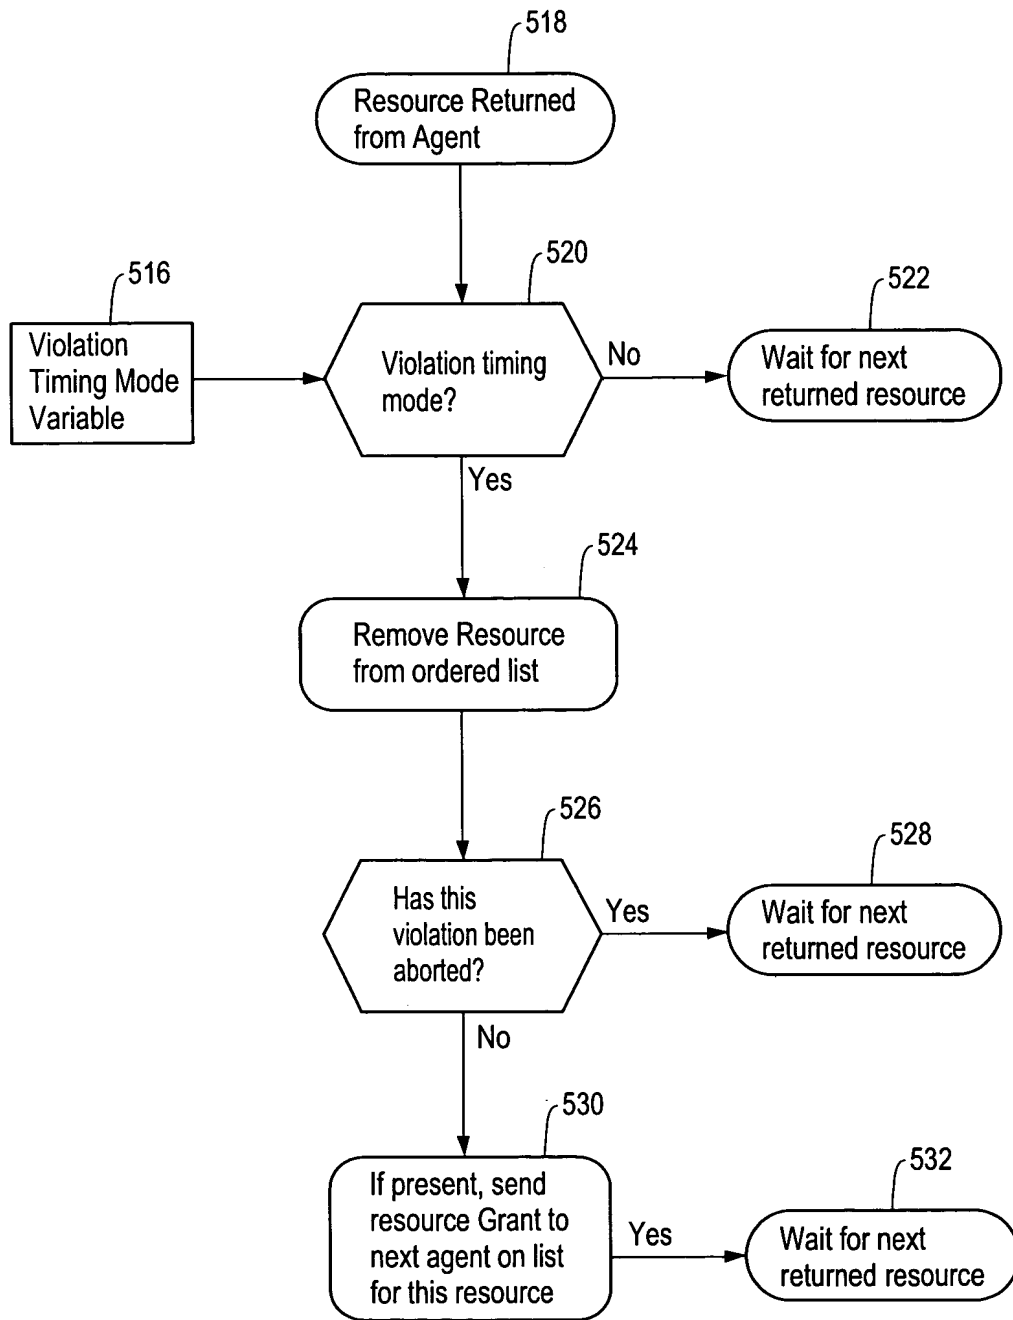 518
Resource Returned
from Agent
516
Violation
Timing Mode
Variable
520
Violation timing
mode?
No
522
Wait for next
returned resource
Yes
524
Remove Resource
from ordered list
526
Has this
violation been
aborted?
Yes
528
Wait for next
returned resource
No
530
If present, send
resource Grant to
next agent on list
for this resource
Yes
532
Wait for next
returned resource